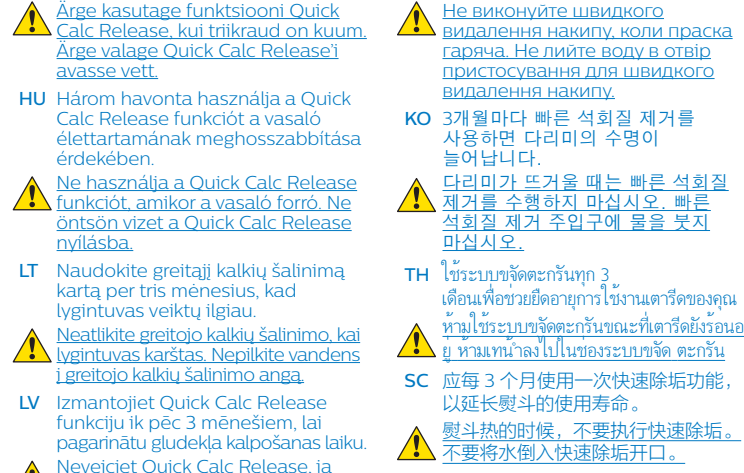 Ärge kasutage funktsiooni Quick
Calc Release, kui triikraud on kuum.
Ärge valage Quick Calc Release'i
avasse vett.
HU Három havonta használja a Quick
Calc Release funkciót a vasaló
élettartamának meghosszabbítása
érdekében.
Ne használja a Quick Calc Release
funkciót, amikor a vasaló forró. Ne
öntsön vizet a Quick Calc Release
nyílásba.
LT Naudokite greitąjį kalkių šalinimą
kartą per tris mėnesius, kad
lygintuvas veiktų ilgiau.
Neatlikite greitojo kalkių šalinimo, kai
lygintuvas karštas. Nepilkite vandens
į greitojo kalkių šalinimo angą.
LV Izmantojiet Quick Calc Release
funkciju ik pēc 3 mēnešiem, lai
pagarinātu gludekļa kalpošanas laiku.
Neveiciet Quick Calc Release, ja
Не виконуйте швидкого
видалення накипу, коли праска
гаряча. Не лийте воду в отвір
пристосування для швидкого
видалення накипу.
KO 3개월마다 빠른 석회질 제거를
사용하면 다리미의 수명이
늘어납니다.
다리미가 뜨거울 때는 빠른 석회질
제거를 수행하지 마십시오. 빠른
석회질 제거 주입구에 물을 붓지
마십시오.
TH ใช้ระบบขจัดตะกรันทุก 3
เดือนเพื่อช่วยยืดอายุการใช้งานเตารีดของคุณ
ห้ามใช้ระบบขจัดตะกรันขณะที่เตารีดยังร้อนอ
ยู่ ห้ามเทน้ำลงไปในช่องระบบขจัด ตะกรัน
SC 应每 3 个月使用一次快速除垢功能，
以延长熨斗的使用寿命。
熨斗热的时候，不要执行快速除垢。
不要将水倒入快速除垢开口。